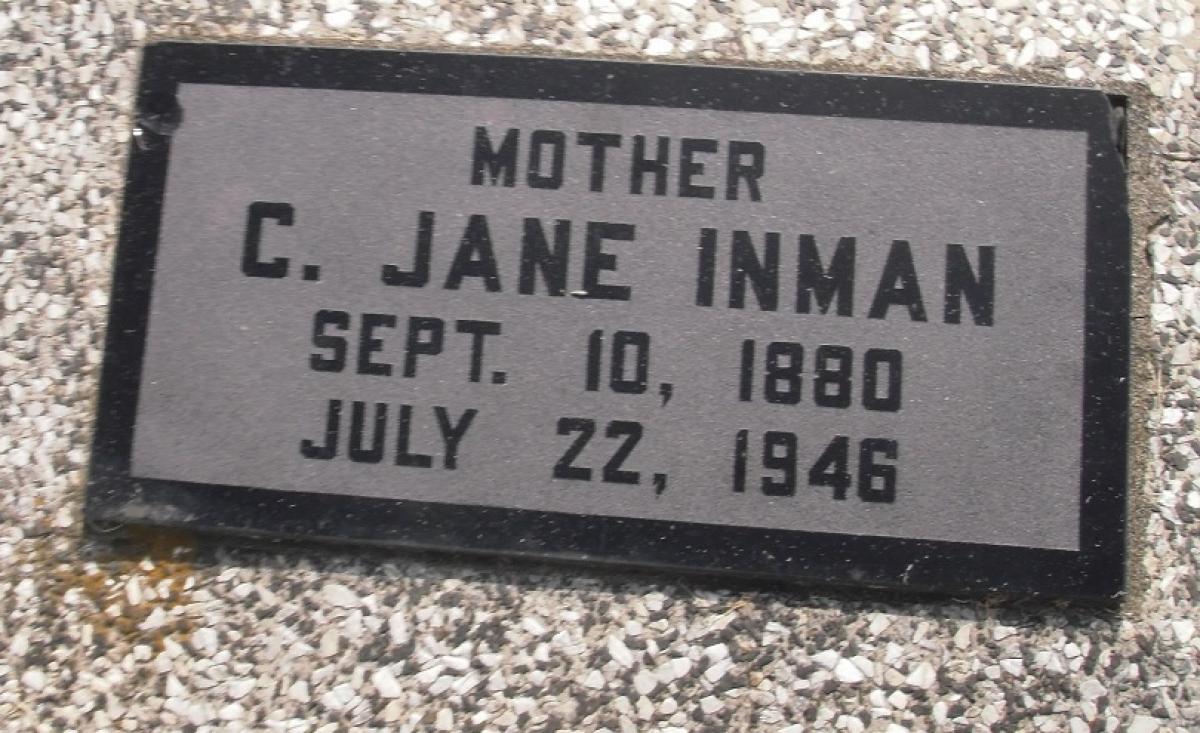 MOTHER
C. JANE INMAN
SEPT. 10, 1880
JULY 22, 1946